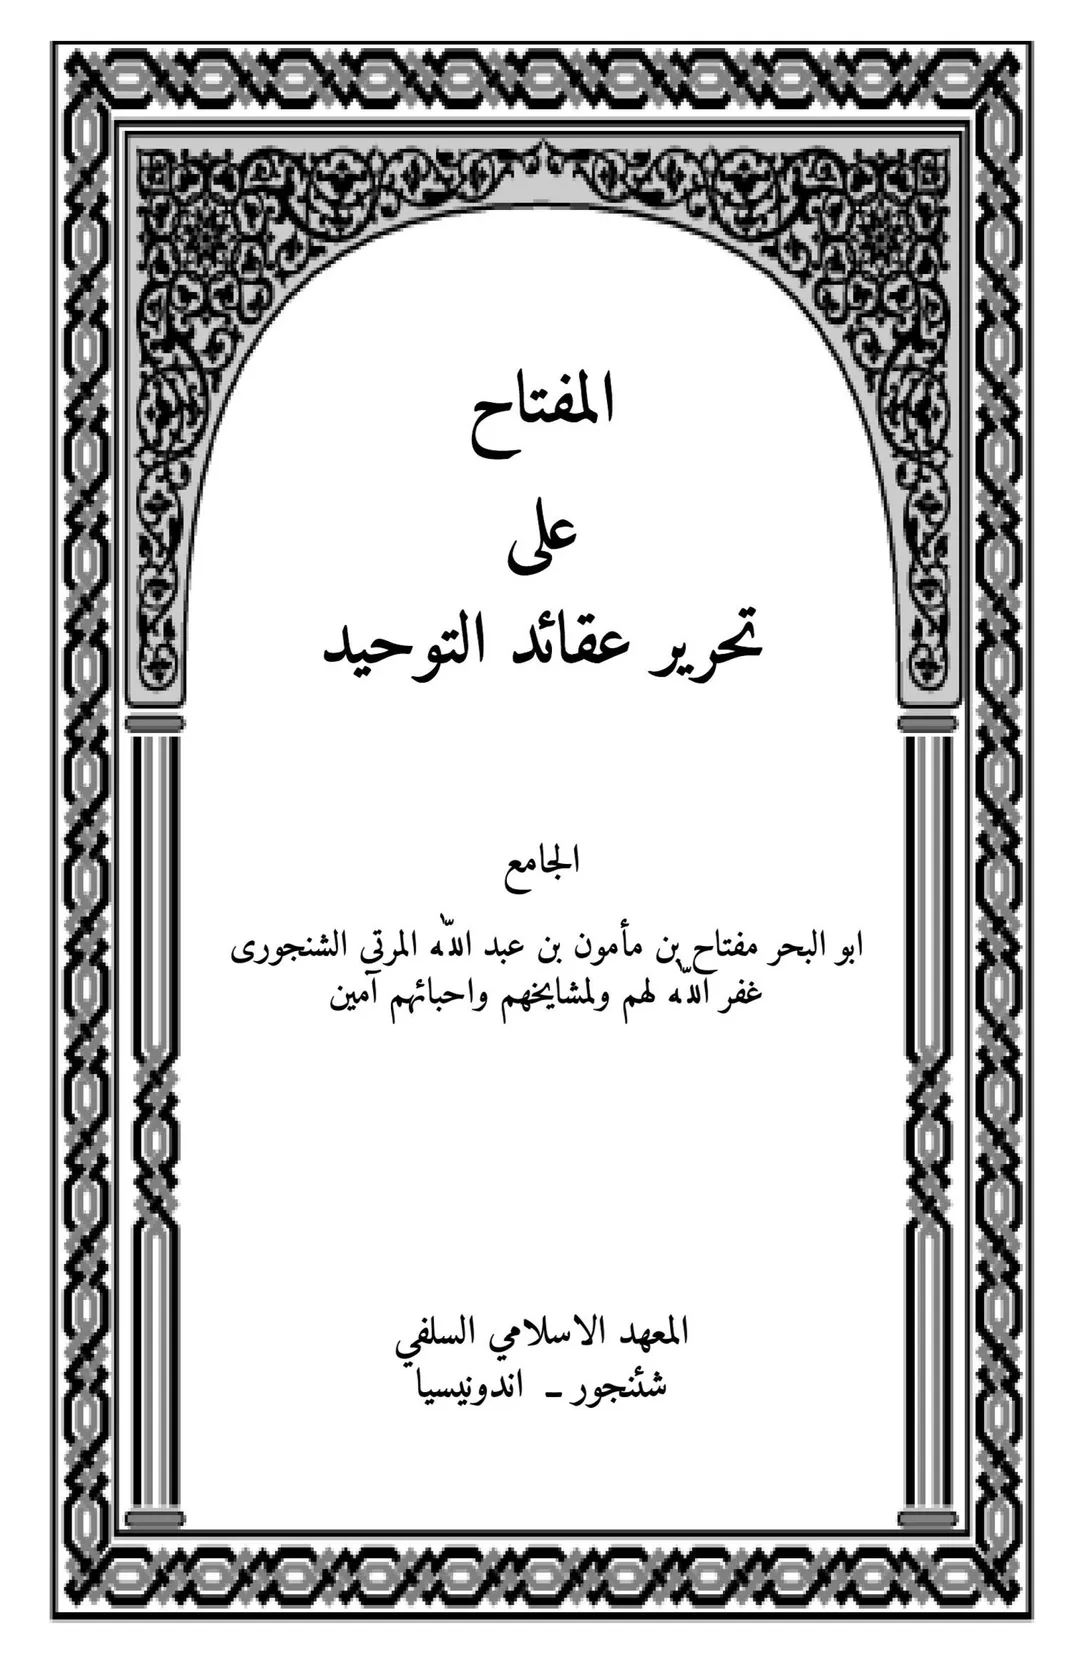 المفتاح
على
تحرير عقائد التوحيد
الجامع
ابو البحر مفتاح بن مأمون بن عبد الله المرتي الشنجورى
غفر الله لهم ولمشايخهم واحبائهم آمين
المعهد الاسلامي السلفي
شئنجور - اندونيسيا